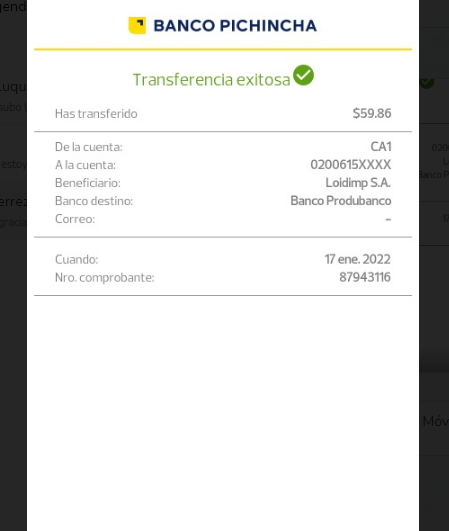 BANCO PICHINCHA
Transferencia exitosa
Has transferido $59.86
De la cuenta: CA1
A la cuenta: 0200615XXXX
Beneficiario: Loidimp S.A.
Banco destino: Banco Produbanco
Correo: -
Cuando: 17 ene. 2022
Nro. comprobante: 87943116
Móv